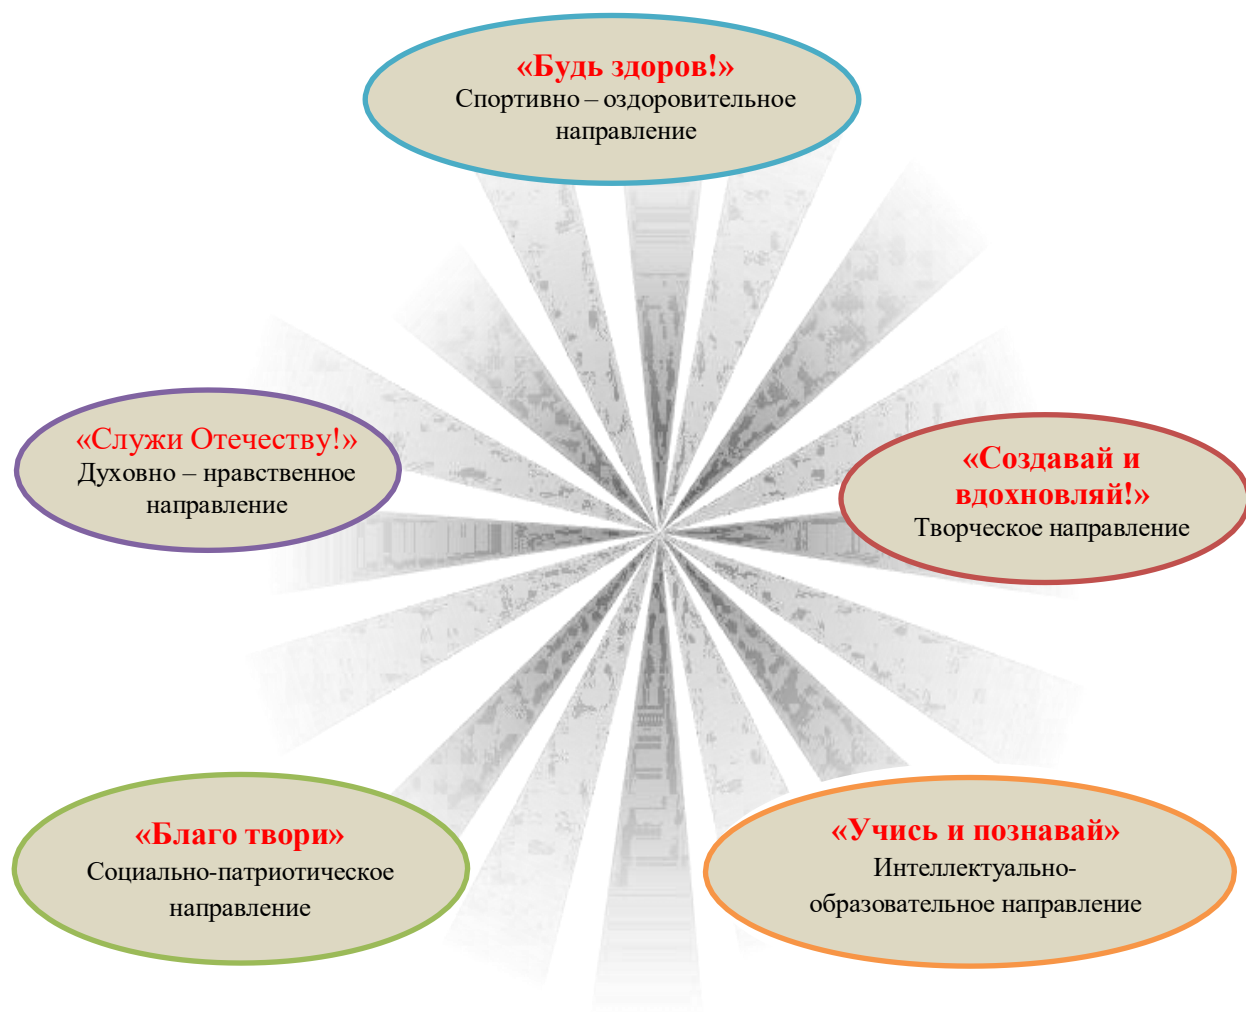 «Будь здоров!»
Спортивно – оздоровительное
направление
«Служи Отечеству!»
Духовно – нравственное
направление
«Создавай и
вдохновляй!»
Творческое направление
«Благо твори»
Социально-патриотическое
направление
«Учись и познавай»
Интеллектуально-
образовательное направление